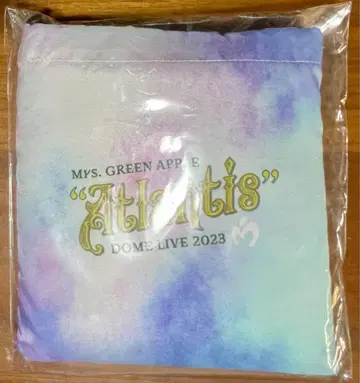 Mrs. GREEN APPLE
"Atlantis"
DOME LIVE 2023